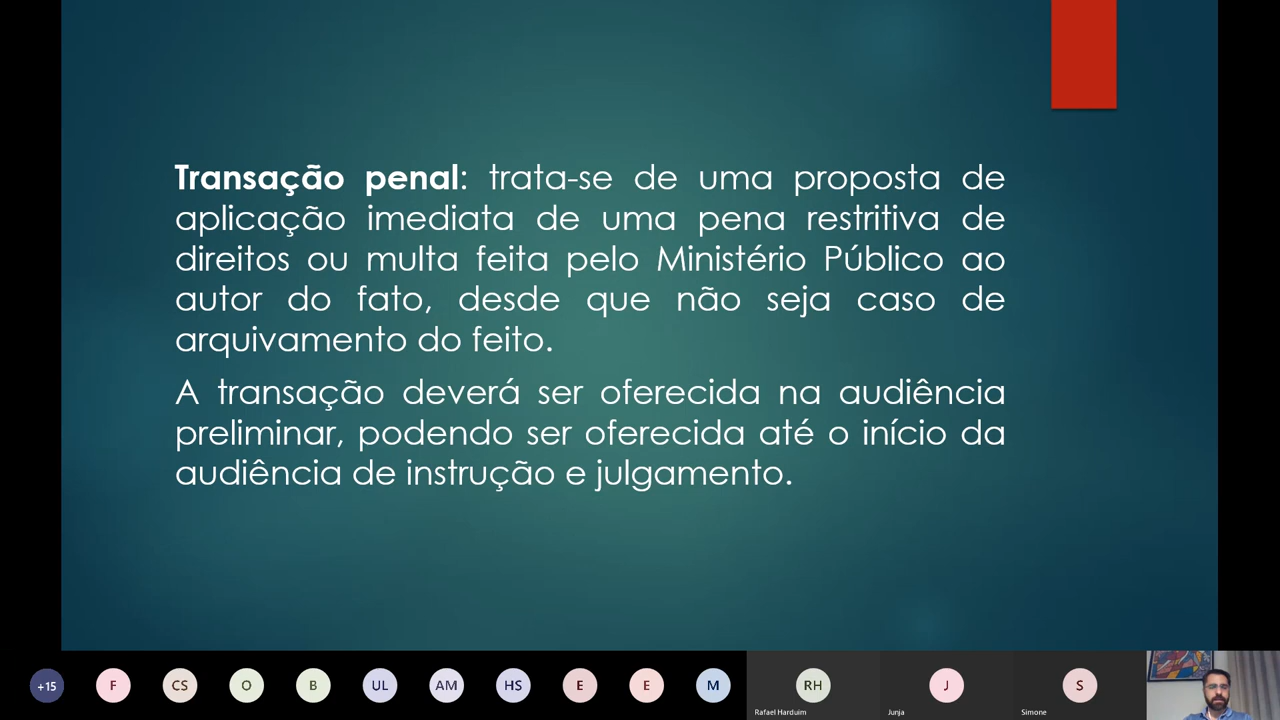 Transação penal: trata-se de uma proposta de
aplicação imediata de uma pena restritiva de
direitos ou multa feita pelo Ministério Público ao
autor do fato, desde que não seja caso de
arquivamento do feito.
A transação deverá ser oferecida na audiência
preliminar, podendo ser oferecida até o início da
audiência de instrução e julgamento.
+15 F CS O B UL AM HS E E M RH J S
Rafael Harduim Junja Simone